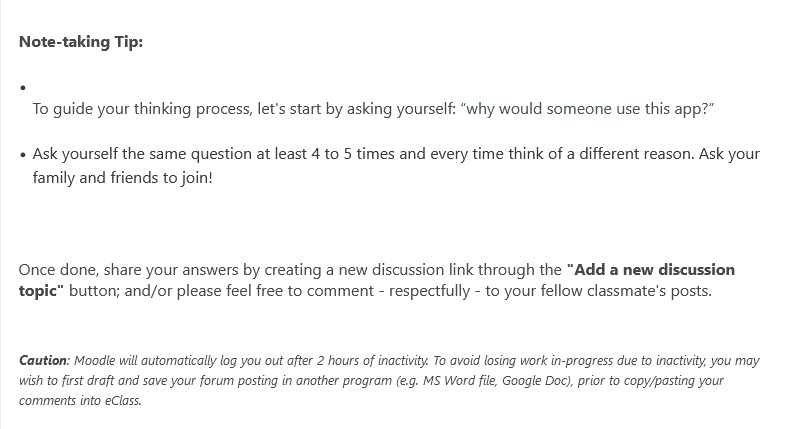 Note-taking Tip:
•
To guide your thinking process, let's start by asking yourself: “why would someone use this app?”
• Ask yourself the same question at least 4 to 5 times and every time think of a different reason. Ask your
family and friends to join!
Once done, share your answers by creating a new discussion link through the "Add a new discussion
topic" button; and/or please feel free to comment - respectfully - to your fellow classmate's posts.
Caution: Moodle will automatically log you out after 2 hours of inactivity. To avoid losing work in-progress due to inactivity, you may
wish to first draft and save your forum posting in another program (e.g. MS Word file, Google Doc), prior to copy/pasting your
comments into eClass.